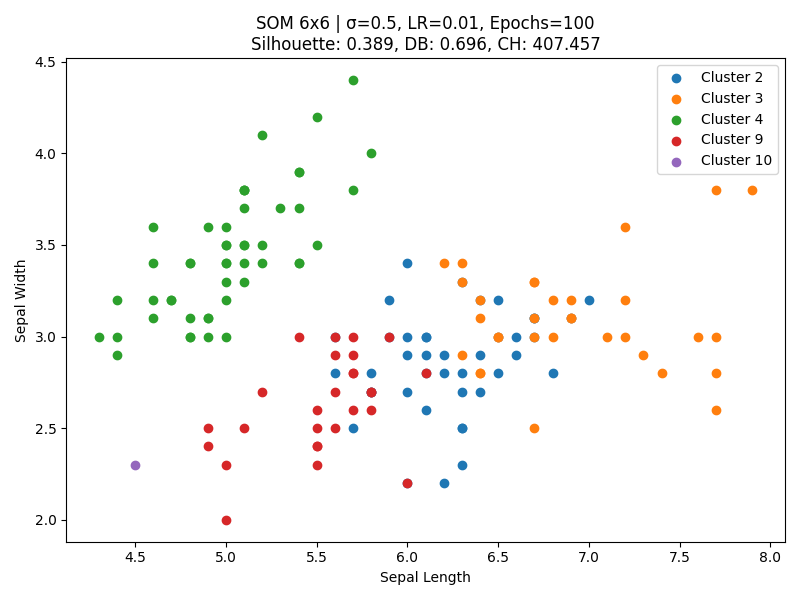 SOM 6x6 | σ=0.5, LR=0.01, Epochs=100
Silhouette: 0.389, DB: 0.696, CH: 407.457
Cluster 2
Cluster 3
Cluster 4
Cluster 9
Cluster 10
Sepal Width
4.5
4.0
3.5
3.0
2.5
2.0
4.5
5.0
5.5
6.0
6.5
7.0
7.5
8.0
Sepal Length